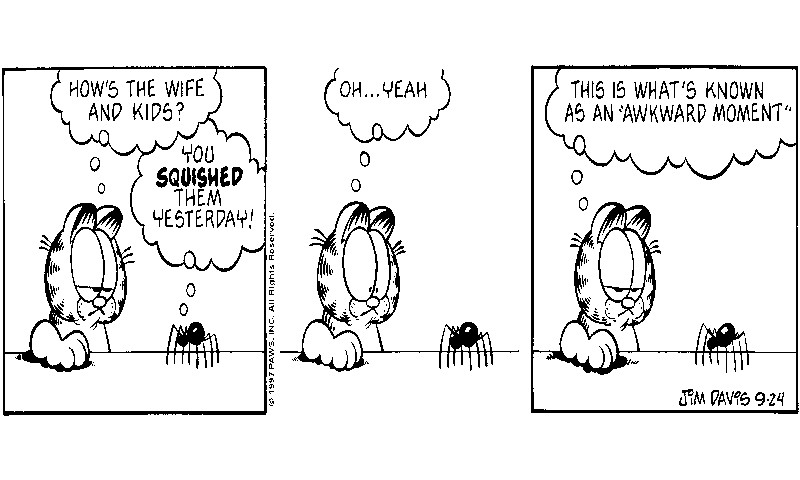 HOW'S THE WIFE
AND KIDS?
YOU
SQUISHED
THEM
YESTERDAY!
© 1997 PAWS, INC. All Rights Reserved.
OH...YEAH
THIS IS WHAT'S KNOWN
AS AN "AWKWARD MOMENT"
JIM DAVIS 9-24